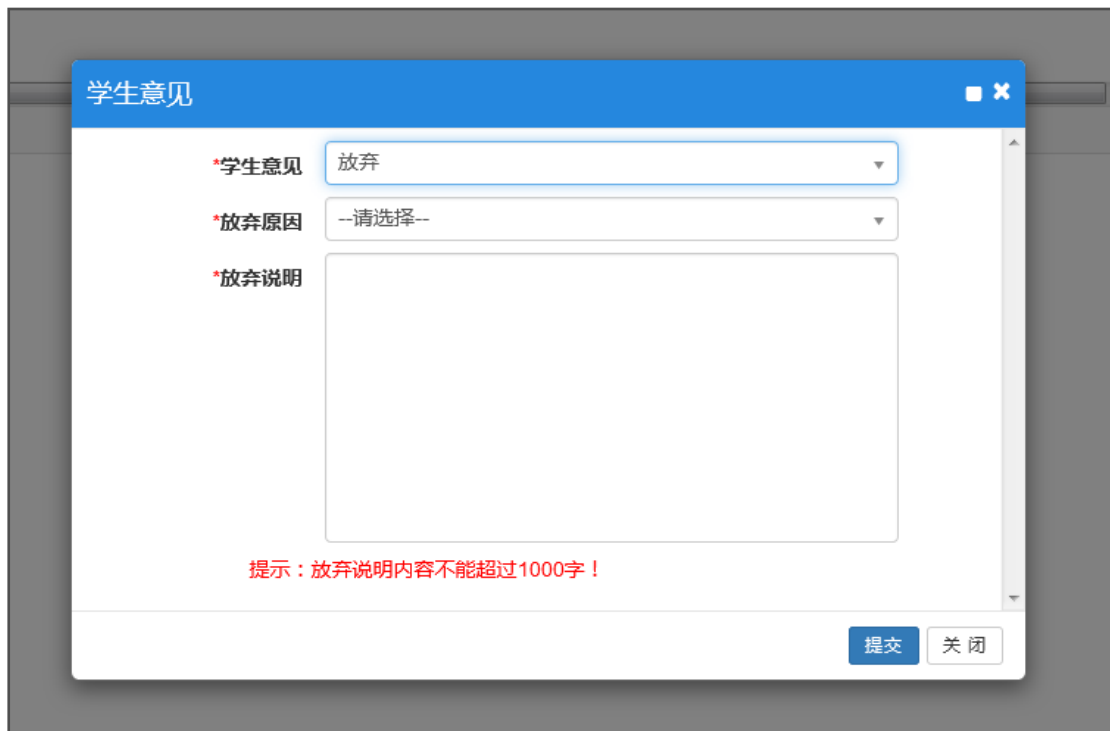 学生意见
*学生意见 放弃
*放弃原因 --请选择--
*放弃说明
提示：放弃说明内容不能超过1000字！
提交 关 闭